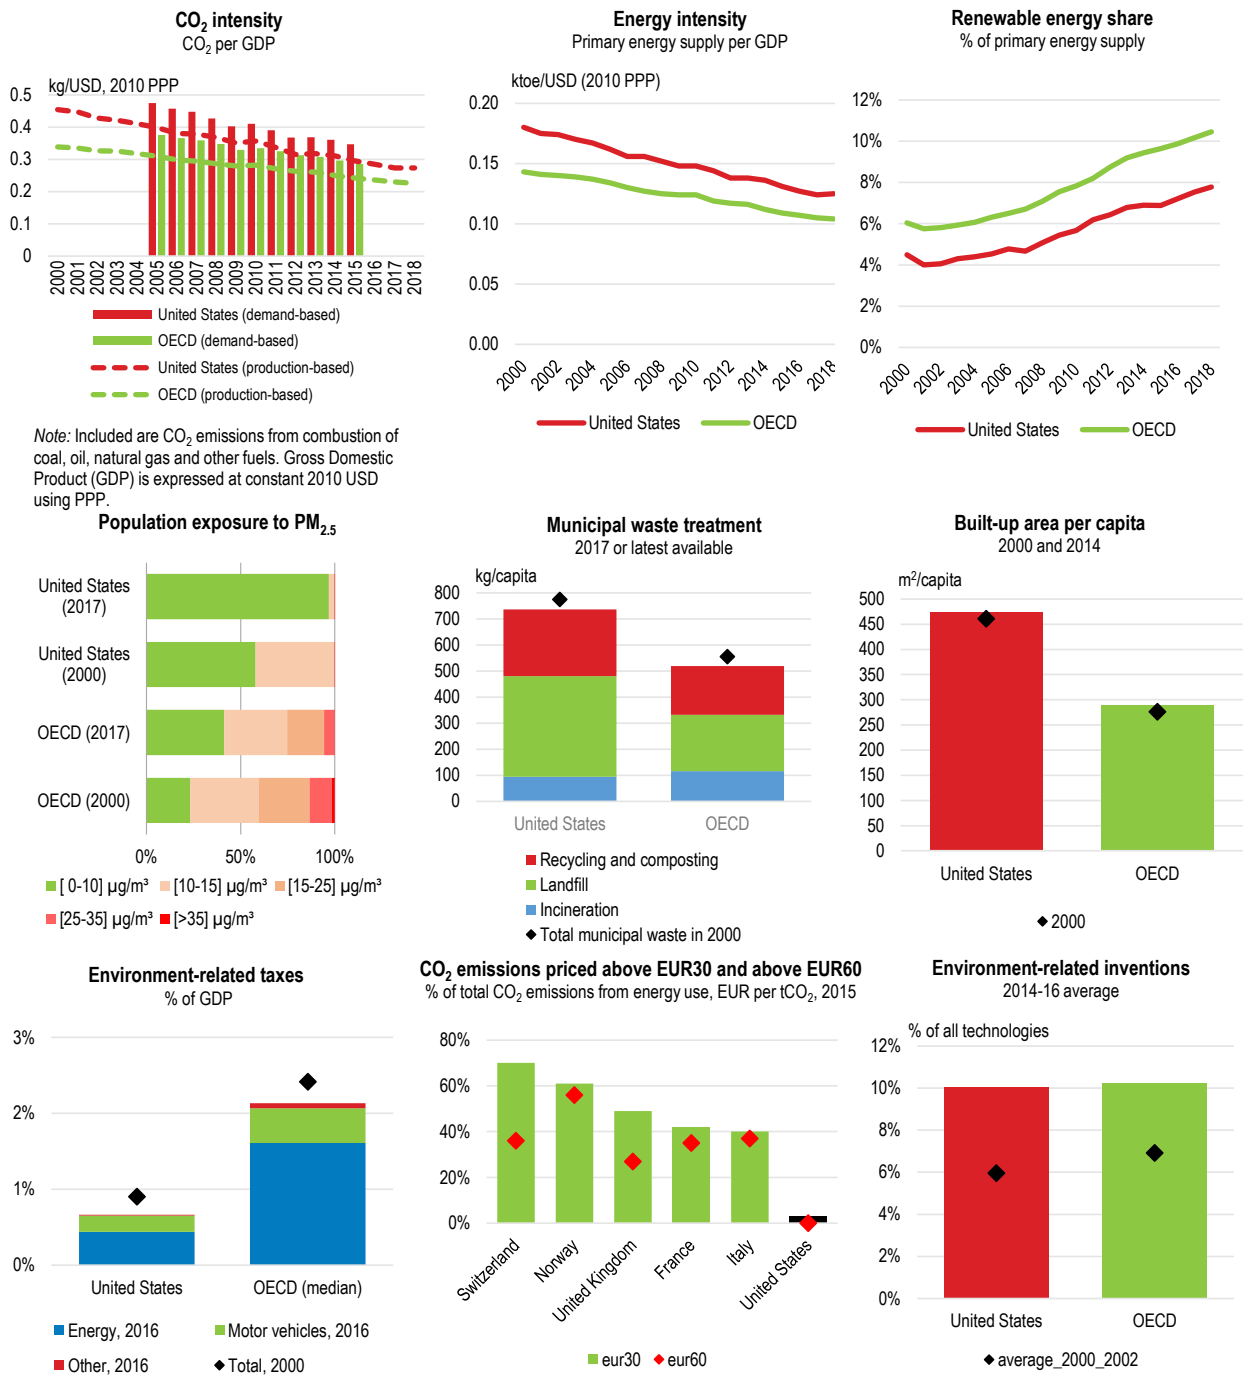 CO2 intensity
CO2 per GDP
kg/USD, 2010 PPP
0.5
0.4
0.3
0.2
0.1
0
2000
2001
2002
2003
2004
2005
2006
2007
2008
2009
2010
2011
2012
2013
2014
2015
2016
2017
2018
United States (demand-based)
OECD (demand-based)
United States (production-based)
OECD (production-based)
Note: Included are CO2 emissions from combustion of
coal, oil, natural gas and other fuels. Gross Domestic
Product (GDP) is expressed at constant 2010 USD
using PPP.
Energy intensity
Primary energy supply per GDP
ktoe/USD (2010 PPP)
0.20
0.15
0.10
0.05
0.00
2000
2002
2004
2006
2008
2010
2012
2014
2016
2018
United States
OECD
Renewable energy share
% of primary energy supply
12%
10%
8%
6%
4%
2%
0%
2000
2002
2004
2006
2008
2010
2012
2014
2016
2018
United States
OECD
Population exposure to PM2.5
United States
(2017)
United States
(2000)
OECD (2017)
OECD (2000)
0%
50%
100%
[ 0-10] µg/m³
[10-15] µg/m³
[15-25] µg/m³
[25-35] µg/m³
[>35] µg/m³
Municipal waste treatment
2017 or latest available
kg/capita
800
700
600
500
400
300
200
100
0
United States
OECD
Recycling and composting
Landfill
Incineration
Total municipal waste in 2000
Built-up area per capita
2000 and 2014
m2/capita
500
450
400
350
300
250
200
150
100
50
0
United States
OECD
2000
Environment-related taxes
% of GDP
3%
2%
1%
0%
United States
OECD (median)
Energy, 2016
Motor vehicles, 2016
Other, 2016
Total, 2000
CO2 emissions priced above EUR30 and above EUR60
% of total CO2 emissions from energy use, EUR per tCO2, 2015
80%
60%
40%
20%
0%
Switzerland
Norway
United Kingdom
France
Italy
United States
eur30
eur60
Environment-related inventions
2014-16 average
% of all technologies
12%
10%
8%
6%
4%
2%
0%
United States
OECD
average_2000_2002